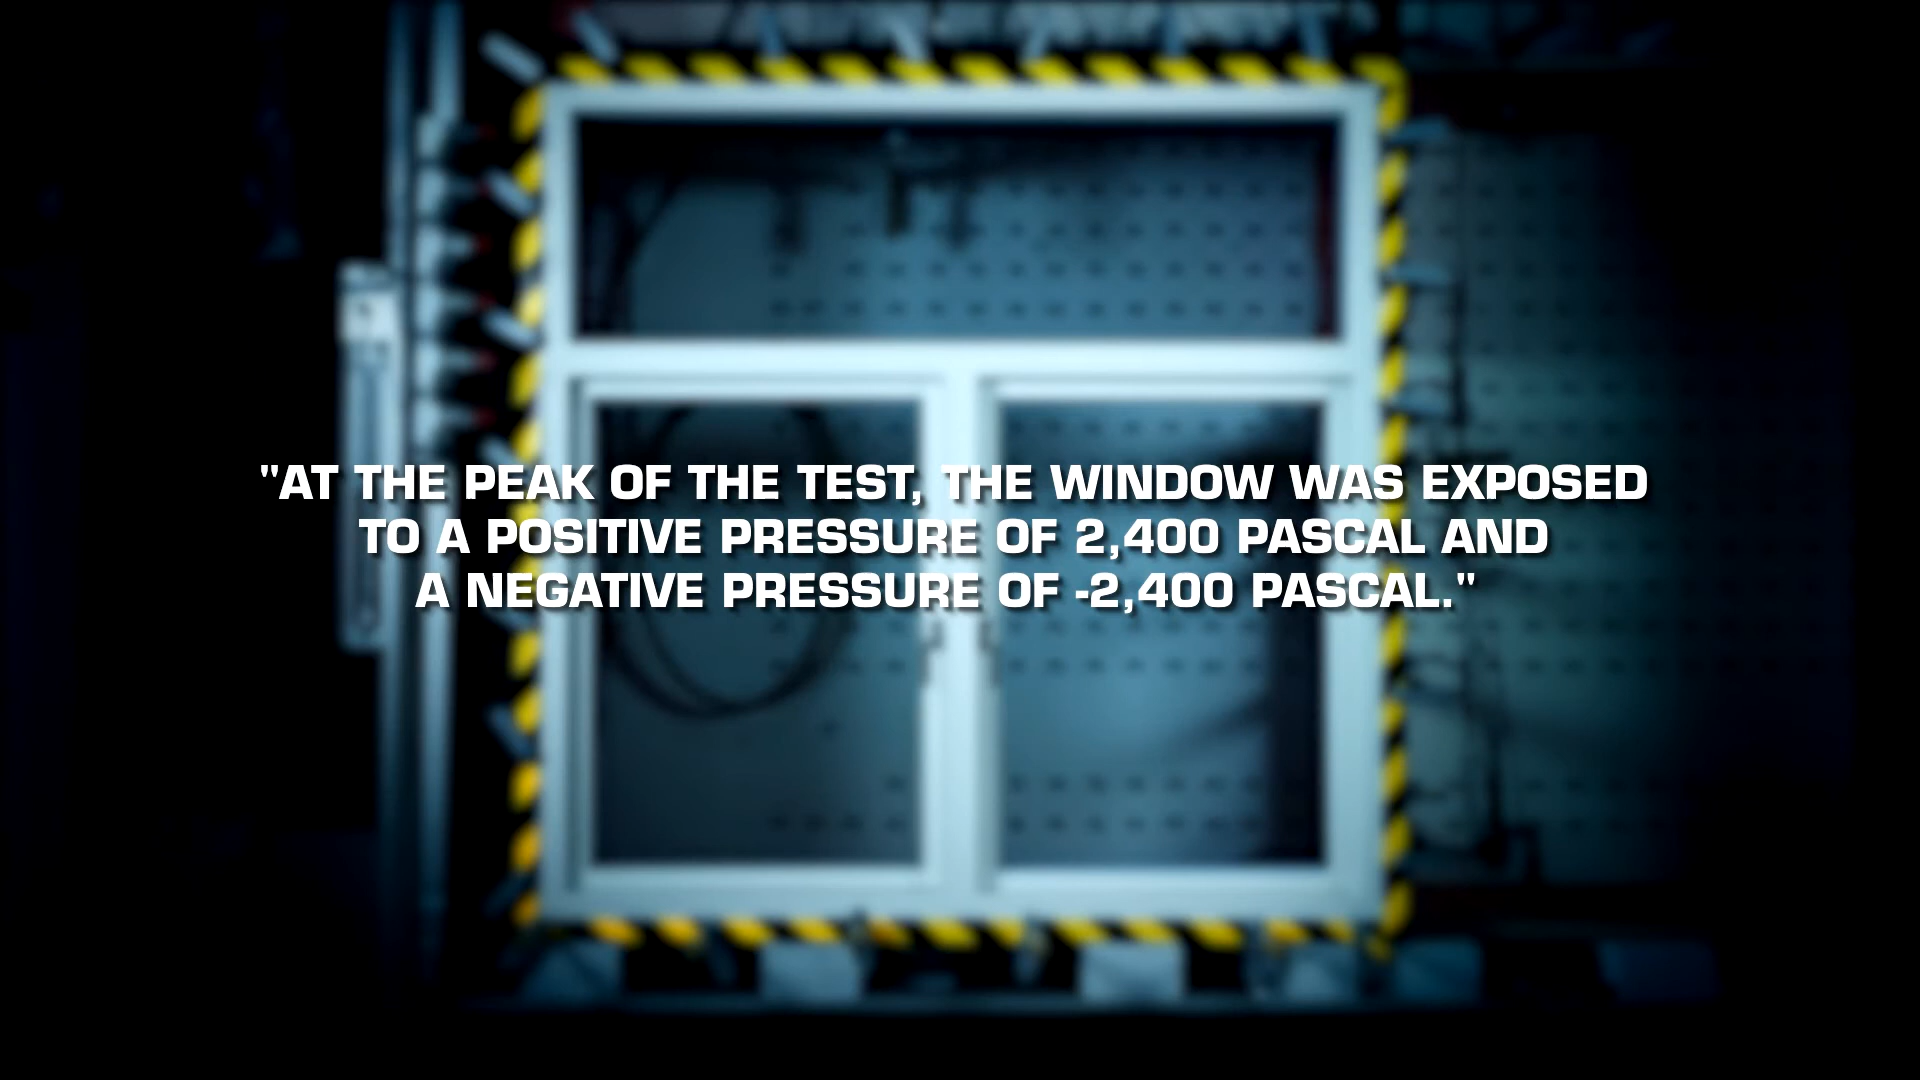 "AT THE PEAK OF THE TEST, THE WINDOW WAS EXPOSED
TO A POSITIVE PRESSURE OF 2,400 PASCAL AND
A NEGATIVE PRESSURE OF -2,400 PASCAL."